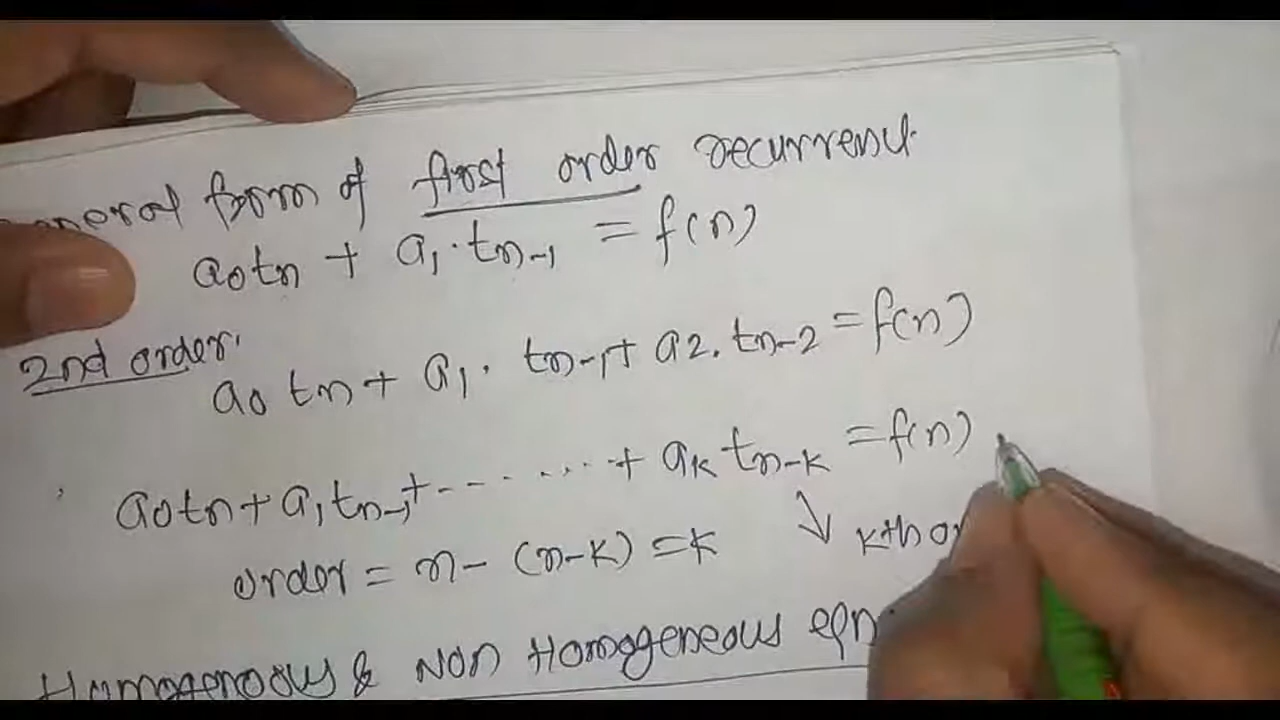 General form of first order recurrence
a0tn + a1.tn-1 = f(n)
2nd order.
a0 tn + a1. tn-1 + a2. tn-2 = f(n)
a0tn + a1tn-1 + ------ + ak tn-k = f(n)
order = n - (n-k) = k kth or
Homogenoous & Non Homogeneous eqn